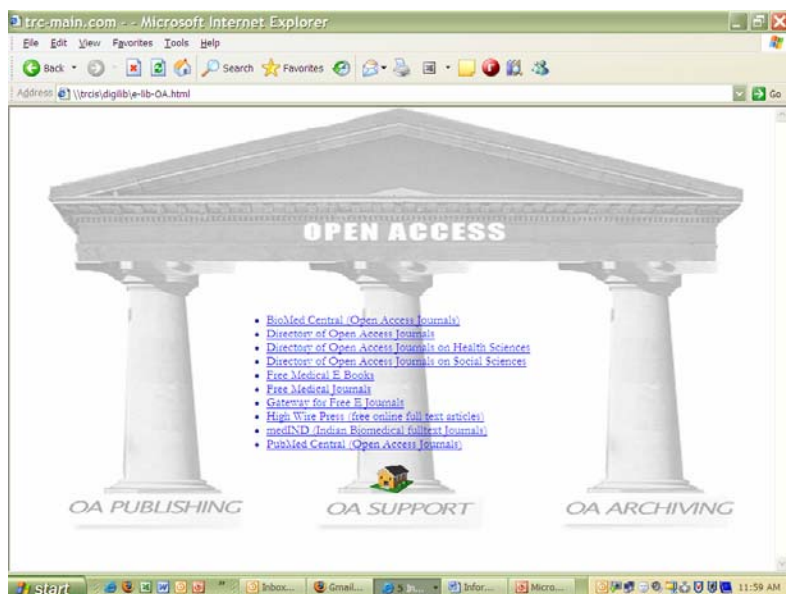 trc-main.com - - Microsoft Internet Explorer
File Edit View Favorites Tools Help
Back Search Favorites
Address \\trcis\digilib\e-lib-OA.html Go
OPEN ACCESS
BioMed Central (Open Access Journals)
Directory of Open Access Journals
Directory of Open Access Journals on Health Sciences
Directory of Open Access Journals on Social Sciences
Free Medical E Books
Free Medical Journals
Gateway for Free E Journals
High Wire Press (free online full text articles)
medIND (Indian Biomedical fulltext Journals)
PubMed Central (Open Access Journals)
OA PUBLISHING OA SUPPORT OA ARCHIVING
start Inbox... Gmail... Infor... Micro... 11:59 AM